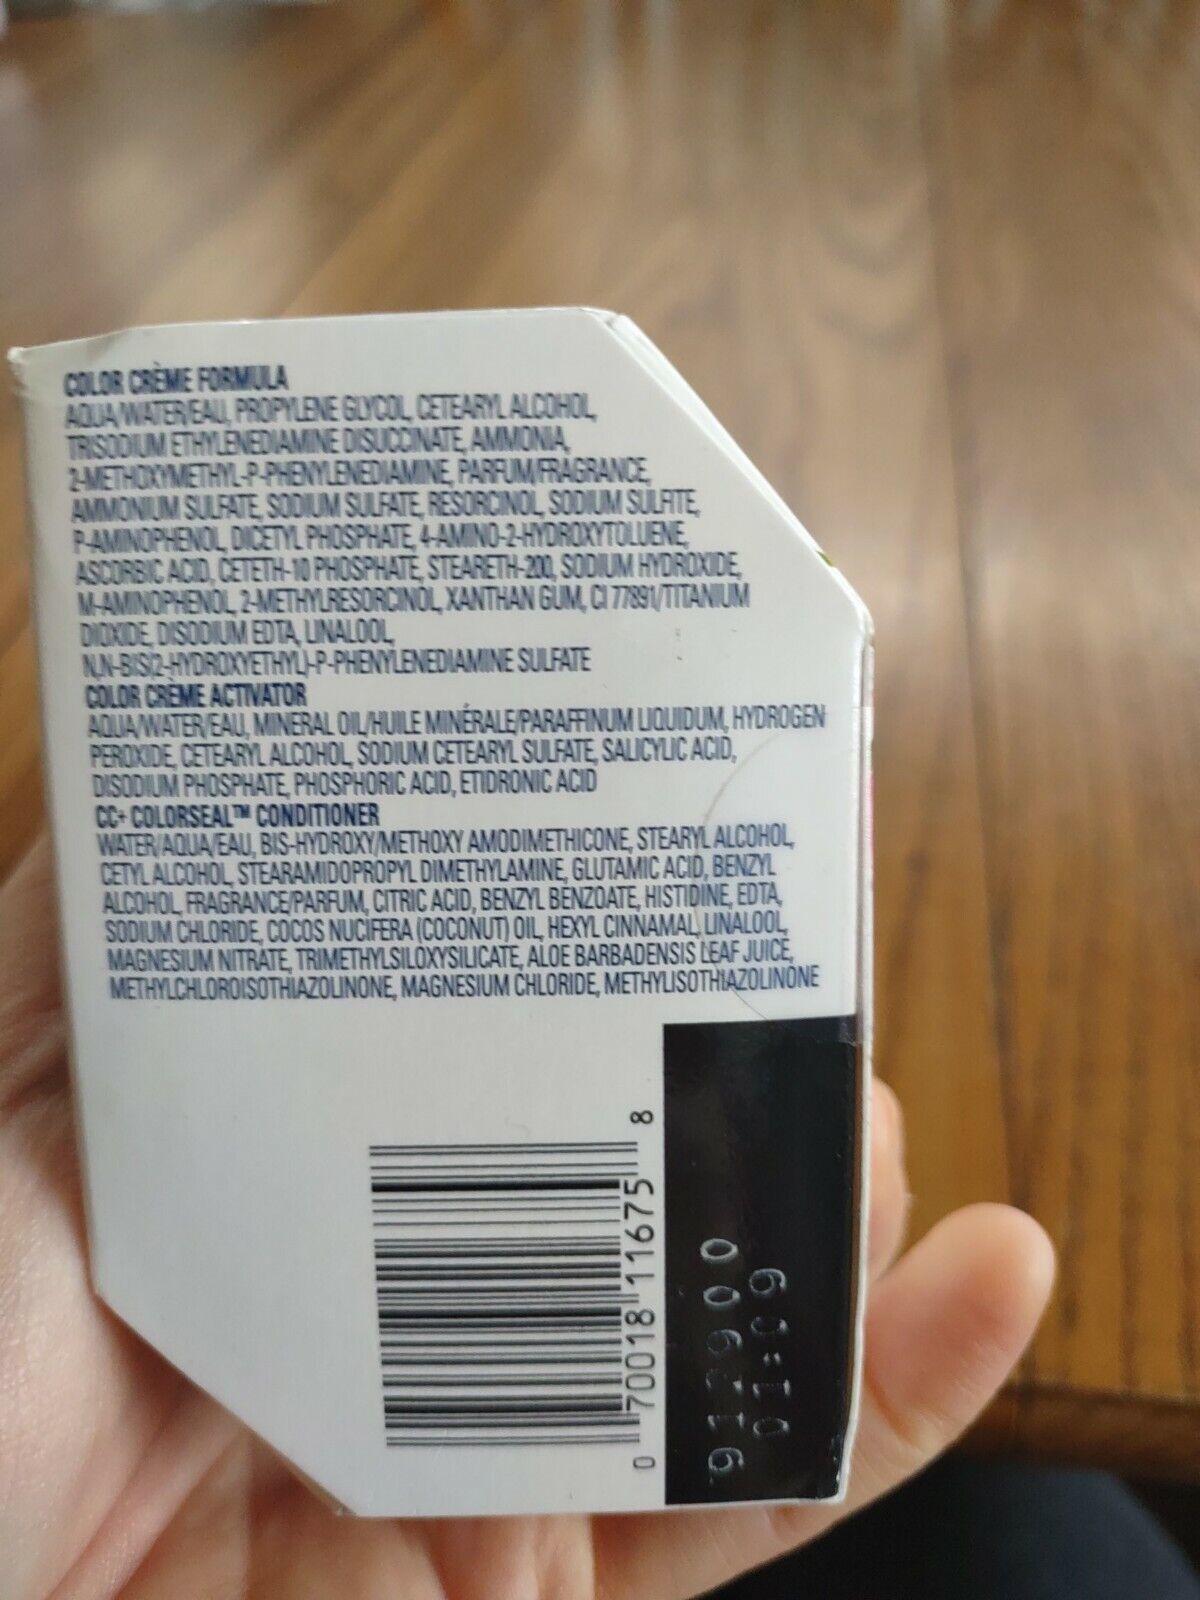 COLOR CRÈME FORMULA
AQUA/WATER/EAU, PROPYLENE GLYCOL, CETEARYL ALCOHOL,
TRISODIUM ETHYLENEDIAMINE DISUCCINATE, AMMONIA,
2-METHOXYMETHYL-P-PHENYLENEDIAMINE, PARFUM/FRAGRANCE,
AMMONIUM SULFATE, SODIUM SULFATE, RESORCINOL, SODIUM SULFITE,
P-AMINOPHENOL, DICETYL PHOSPHATE, 4-AMINO-2-HYDROXYTOLUENE,
ASCORBIC ACID, CETETH-10 PHOSPHATE, STEARETH-200, SODIUM HYDROXIDE,
M-AMINOPHENOL, 2-METHYLRESORCINOL, XANTHAN GUM, CI 77891/TITANIUM
DIOXIDE, DISODIUM EDTA, LINALOOL,
N,N-BIS(2-HYDROXYETHYL)-P-PHENYLENEDIAMINE SULFATE
COLOR CRÈME ACTIVATOR
AQUA/WATER/EAU, MINERAL OIL/HUILE MINÉRALE/PARAFFINUM LIQUIDUM, HYDROGEN
PEROXIDE, CETEARYL ALCOHOL, SODIUM CETEARYL SULFATE, SALICYLIC ACID,
DISODIUM PHOSPHATE, PHOSPHORIC ACID, ETIDRONIC ACID
CC+ COLORSEAL™ CONDITIONER
WATER/AQUA/EAU, BIS-HYDROXY/METHOXY AMODIMETHICONE, STEARYL ALCOHOL,
CETYL ALCOHOL, STEARAMIDOPROPYL DIMETHYLAMINE, GLUTAMIC ACID, BENZYL
ALCOHOL, FRAGRANCE/PARFUM, CITRIC ACID, BENZYL BENZOATE, HISTIDINE, EDTA,
SODIUM CHLORIDE, COCOS NUCIFERA (COCONUT) OIL, HEXYL CINNAMAL, LINALOOL,
MAGNESIUM NITRATE, TRIMETHYLSILOXYSILICATE, ALOE BARBADENSIS LEAF JUICE,
METHYLCHLOROISOTHIAZOLINONE, MAGNESIUM CHLORIDE, METHYLISOTHIAZOLINONE
0 70018 11675 8